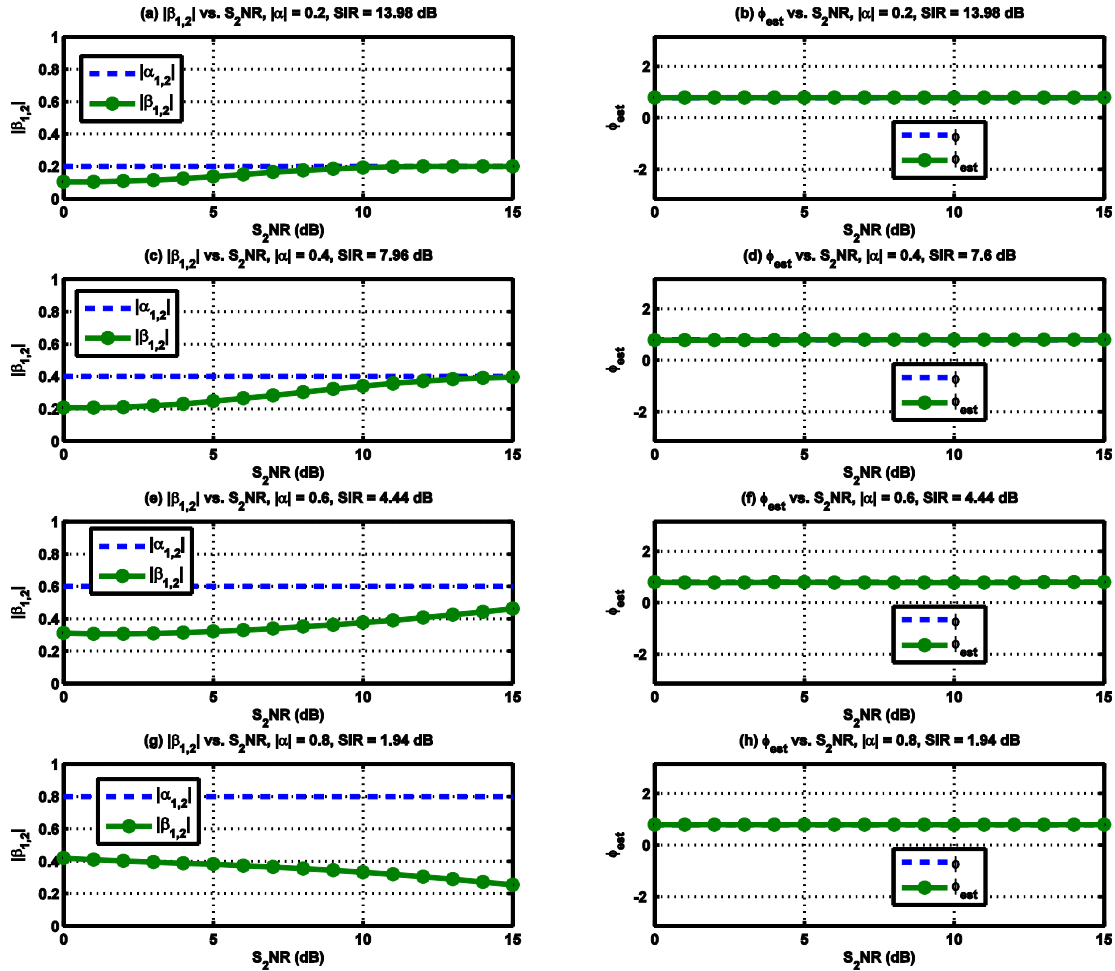 (a) |β1,2| vs. S2NR, |α| = 0.2, SIR = 13.98 dB
|β1,2|
1
0.8
0.6
0.4
0.2
0
|α1,2|
|β1,2|
0 5 10 15
S2NR (dB)
(b) ϕest vs. S2NR, |α| = 0.2, SIR = 13.98 dB
ϕest
2
0
-2
ϕ
ϕest
0 5 10 15
S2NR (dB)
(c) |β1,2| vs. S2NR, |α| = 0.4, SIR = 7.96 dB
|β1,2|
1
0.8
0.6
0.4
0.2
0
|α1,2|
|β1,2|
0 5 10 15
S2NR (dB)
(d) ϕest vs. S2NR, |α| = 0.4, SIR = 7.6 dB
ϕest
2
0
-2
ϕ
ϕest
0 5 10 15
S2NR (dB)
(e) |β1,2| vs. S2NR, |α| = 0.6, SIR = 4.44 dB
|β1,2|
1
0.8
0.6
0.4
0.2
0
|α1,2|
|β1,2|
0 5 10 15
S2NR (dB)
(f) ϕest vs. S2NR, |α| = 0.6, SIR = 4.44 dB
ϕest
2
0
-2
ϕ
ϕest
0 5 10 15
S2NR (dB)
(g) |β1,2| vs. S2NR, |α| = 0.8, SIR = 1.94 dB
|β1,2|
1
0.8
0.6
0.4
0.2
0
|α1,2|
|β1,2|
0 5 10 15
S2NR (dB)
(h) ϕest vs. S2NR, |α| = 0.8, SIR = 1.94 dB
ϕest
2
0
-2
ϕ
ϕest
0 5 10 15
S2NR (dB)